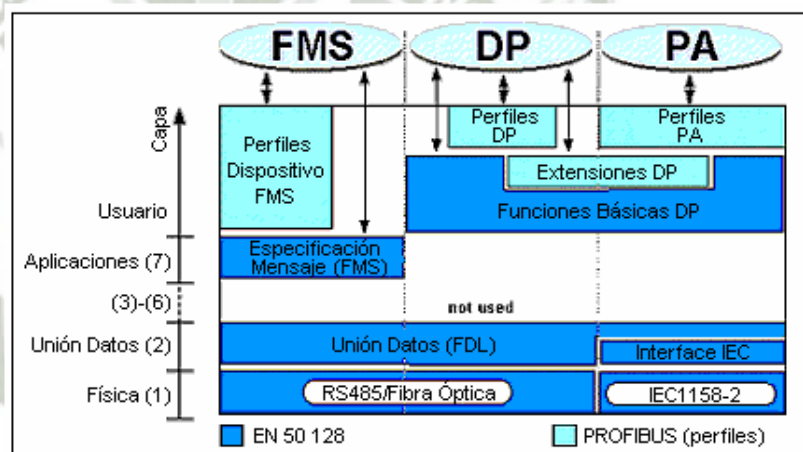 FMS
DP
PA
Capa
Perfiles
Dispositivo
FMS
Perfiles
DP
Perfiles
PA
Extensiones DP
Usuario
Funciones Básicas DP
Aplicaciones (7)
Especificación
Mensaje (FMS)
(3)-(6)
not used
Unión Datos (2)
Unión Datos (FDL)
Interface IEC
Física (1)
RS485/Fibra Óptica
IEC1158-2
EN 50 128
PROFIBUS (perfiles)